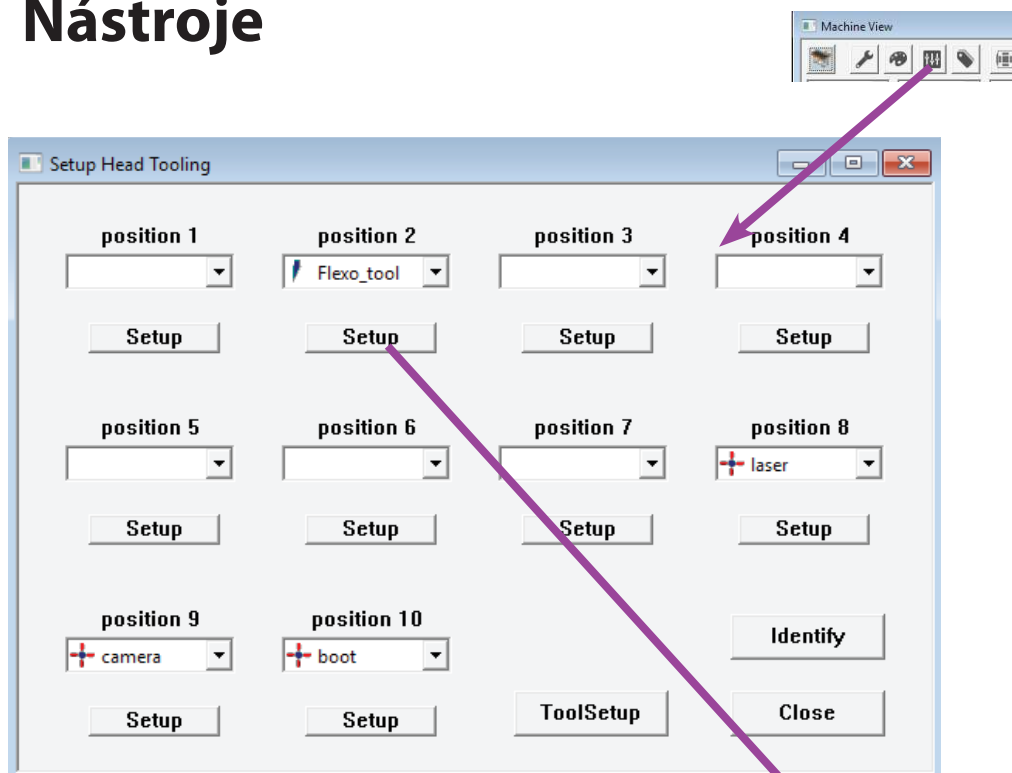 Nástroje
Machine View
Setup Head Tooling
position 1 position 2 position 3 position 4
Flexo_tool
Setup Setup Setup Setup
position 5 position 6 position 7 position 8
laser
Setup Setup Setup Setup
position 9 position 10
Identify
camera boot
ToolSetup Close
Setup Setup